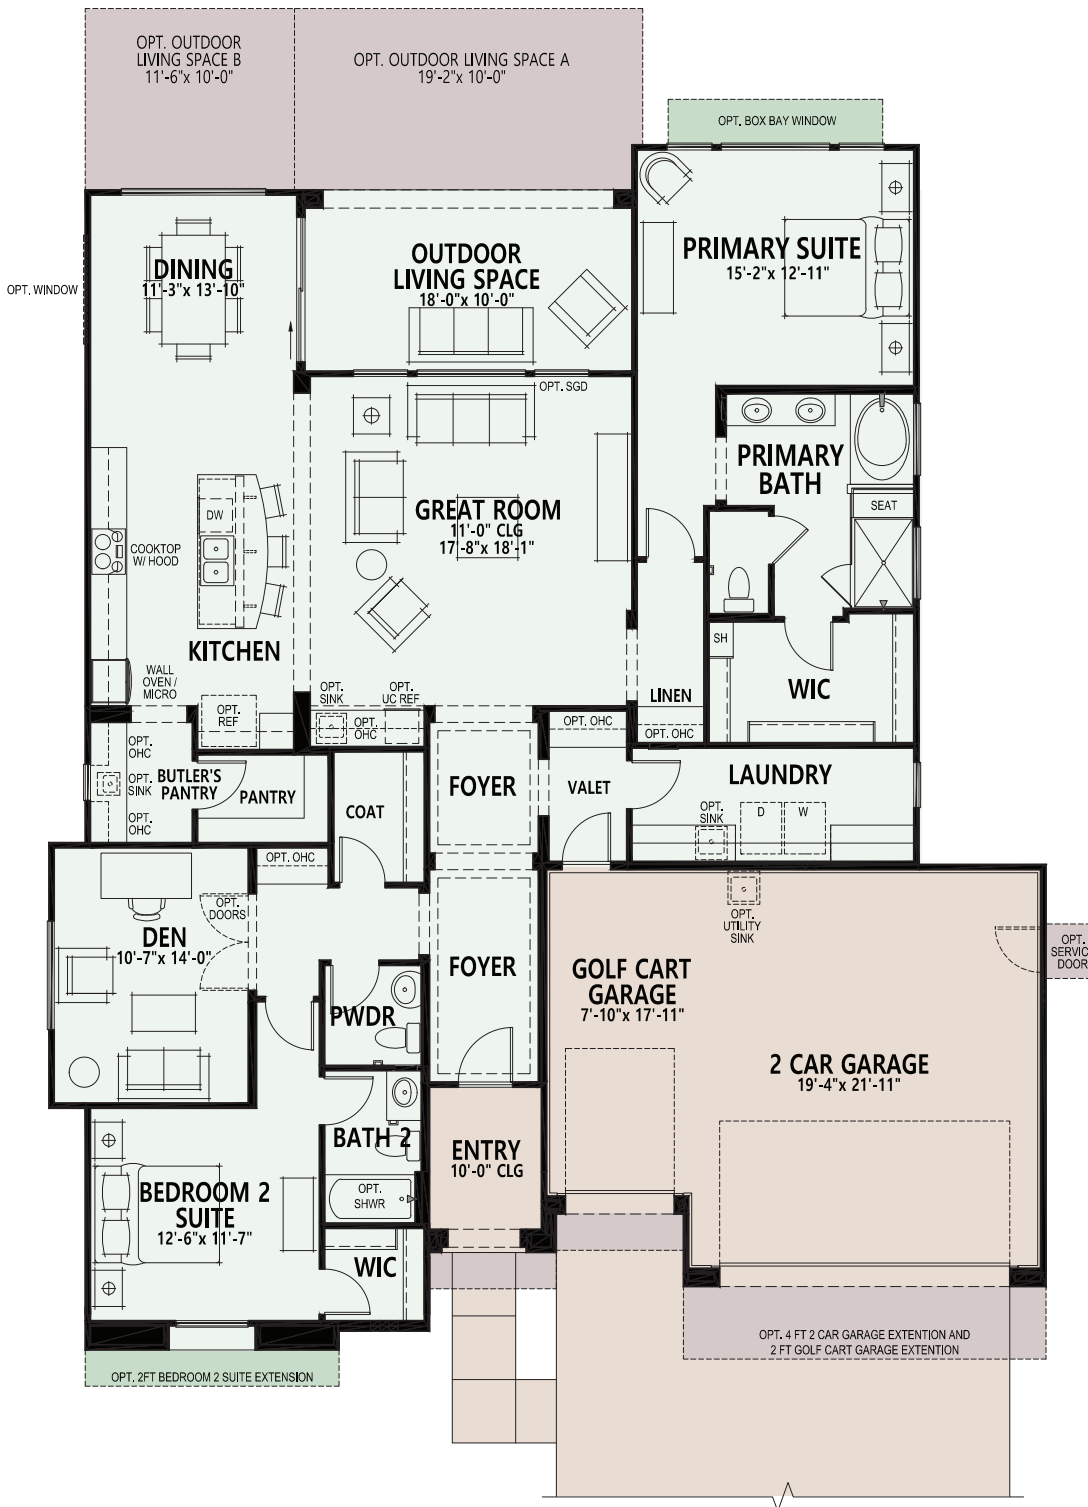 OPT. OUTDOOR
LIVING SPACE B
11'-6"x 10'-0"
OPT. OUTDOOR LIVING SPACE A
19'-2"x 10'-0"
OPT. BOX BAY WINDOW
OPT. WINDOW
DINING
11'-3"x 13'-10"
OUTDOOR
LIVING SPACE
18'-0"x 10'-0"
PRIMARY SUITE
15'-2"x 12'-11"
OPT. SGD
PRIMARY
BATH
SEAT
GREAT ROOM
11'-0" CLG
17'-8"x 18'-1"
DW
COOKTOP
W/ HOOD
KITCHEN
WALL
OVEN /
MICRO
OPT.
REF
OPT.
SINK
OPT.
UC REF
OPT.
OHC
SH
WIC
LINEN
OPT. OHC
OPT. OHC
OPT.
OHC
OPT.
SINK
OPT.
OHC
BUTLER'S
PANTRY
PANTRY
COAT
FOYER
VALET
LAUNDRY
OPT.
SINK
D
W
OPT. OHC
OPT.
DOORS
DEN
10'-7"x 14'-0"
FOYER
PWDR
OPT.
UTILITY
SINK
GOLF CART
GARAGE
7'-10"x 17'-11"
OPT.
SERVIC
DOOR
2 CAR GARAGE
19'-4"x 21'-11"
BATH 2
OPT.
SHWR
ENTRY
10'-0" CLG
BEDROOM 2
SUITE
12'-6"x 11'-7"
WIC
OPT. 4 FT 2 CAR GARAGE EXTENTION AND
2 FT GOLF CART GARAGE EXTENTION
OPT. 2FT BEDROOM 2 SUITE EXTENSION